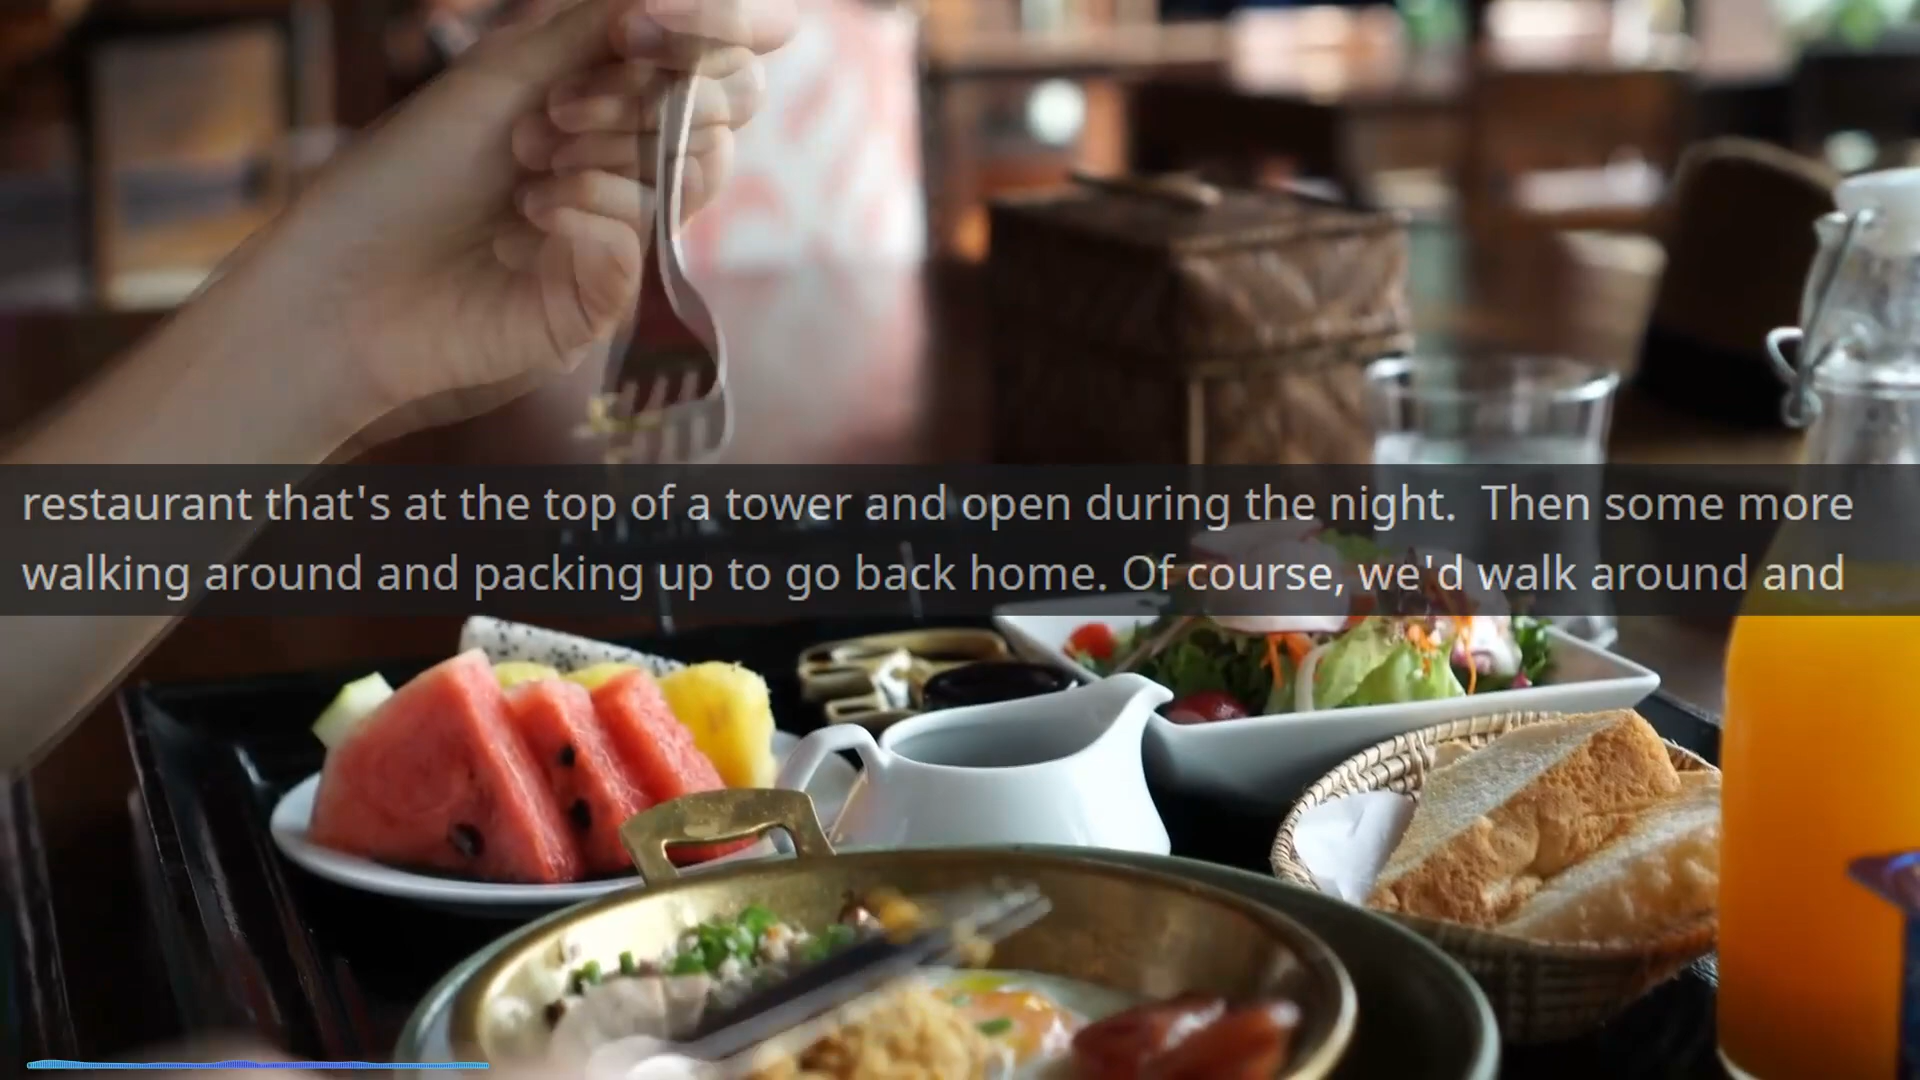 restaurant that's at the top of a tower and open during the night.  Then some more
walking around and packing up to go back home. Of course, we'd walk around and